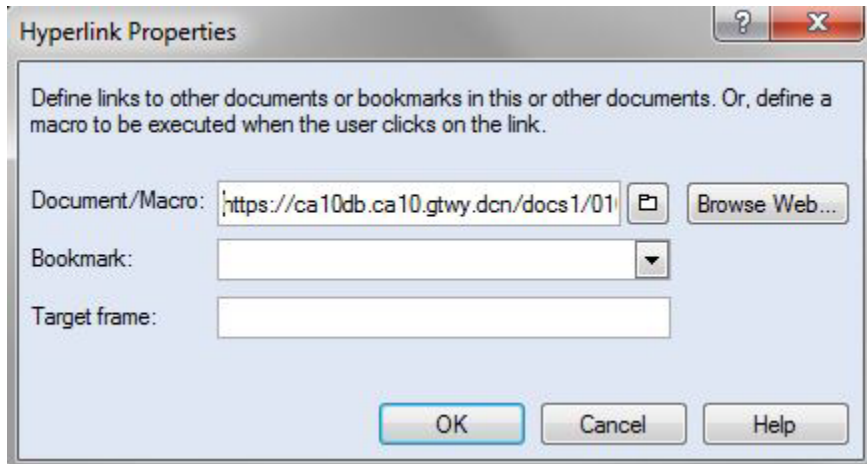 Hyperlink Properties
Define links to other documents or bookmarks in this or other documents. Or, define a
macro to be executed when the user clicks on the link.
Document/Macro: https://ca10db.ca10.gtwy.dcn/docs1/01 Browse Web...
Bookmark:
Target frame:
OK Cancel Help